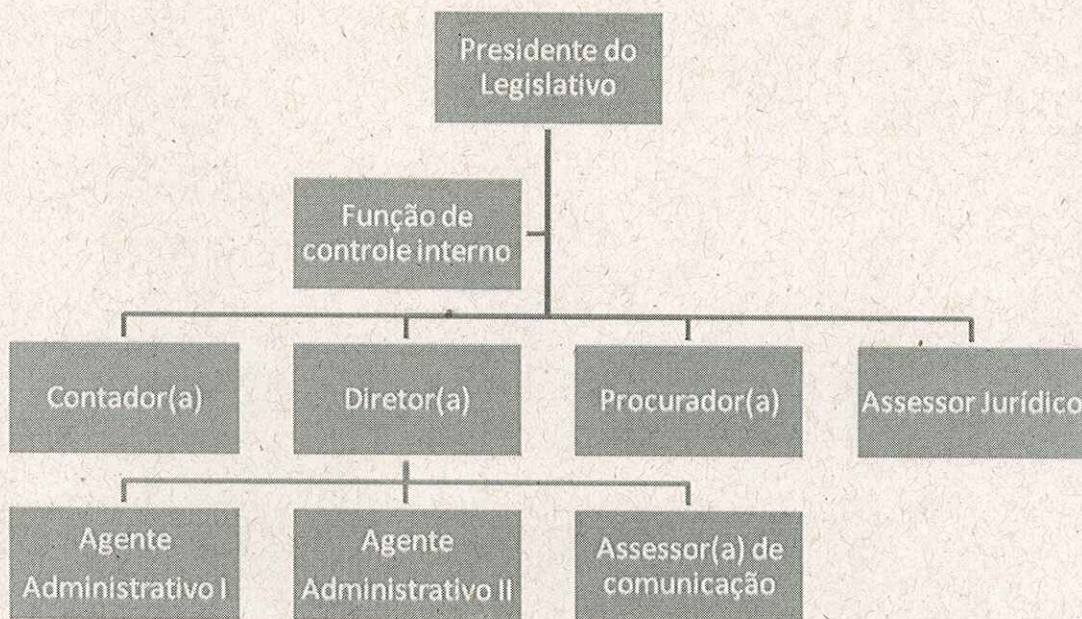 Presidente do
Legislativo
Função de
controle interno
Contador(a)
Diretor(a)
Procurador(a)
Assessor Jurídico
Agente
Administrativo I
Agente
Administrativo II
Assessor(a) de
comunicação